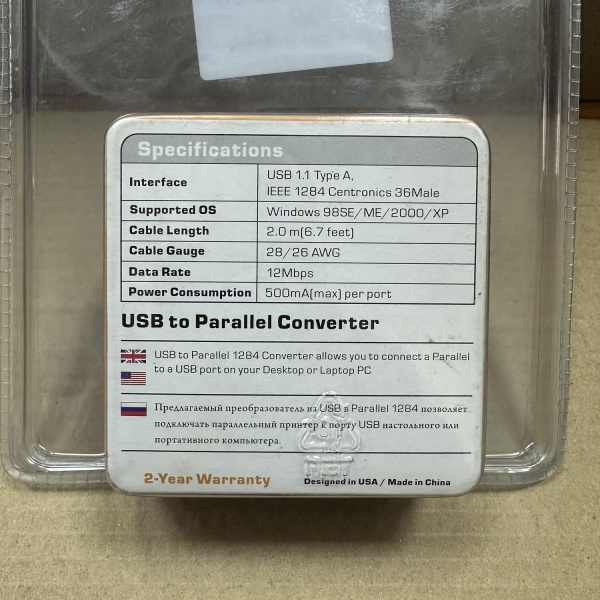 Specifications
Interface USB 1.1 Type A,
IEEE 1284 Centronics 36Male
Supported OS Windows 98SE/ME/2000/XP
Cable Length 2.0 m(6.7 feet)
Cable Gauge 28/26 AWG
Data Rate 12Mbps
Power Consumption 500mA(max) per port
USB to Parallel Converter
USB to Parallel 1284 Converter allows you to connect a Parallel
to a USB port on your Desktop or Laptop PC
Предлагаемый преобразователь из USB в Parallel 1284 позволяет
подключать параллельный принтер к порту USB настольного или
портативного компьютера.
2-Year Warranty Designed in USA / Made in China